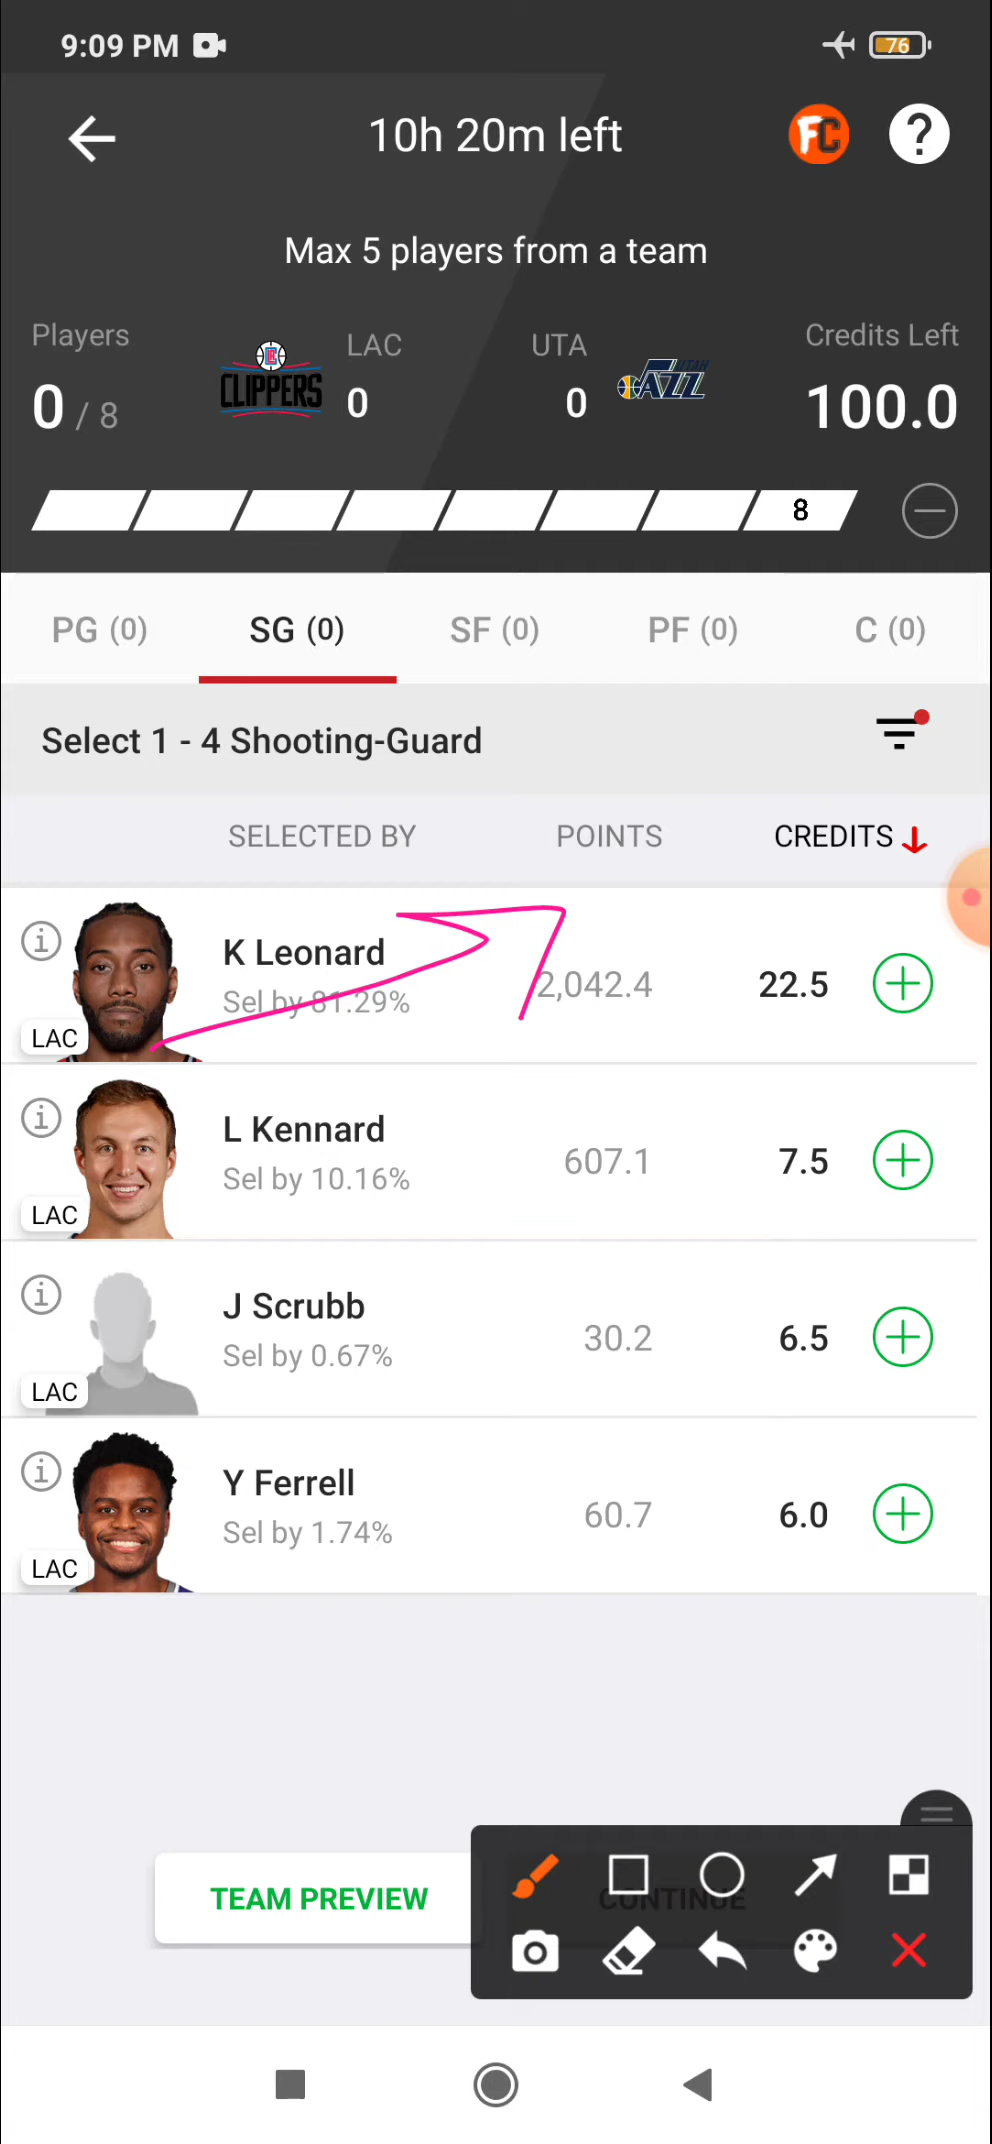 9:09 PM 76
10h 20m left FC ?
Max 5 players from a team
Players LAC UTA Credits Left
CLIPPERS UTAH JAZZ
0 / 8 0 0 100.0
8
PG (0) SG (0) SF (0) PF (0) C (0)
Select 1 - 4 Shooting-Guard
SELECTED BY POINTS CREDITS
K Leonard
Sel by 81.29% 2,042.4 22.5
LAC
L Kennard
Sel by 10.16% 607.1 7.5
LAC
J Scrubb
Sel by 0.67% 30.2 6.5
LAC
Y Ferrell
Sel by 1.74% 60.7 6.0
LAC
TEAM PREVIEW CONTINUE